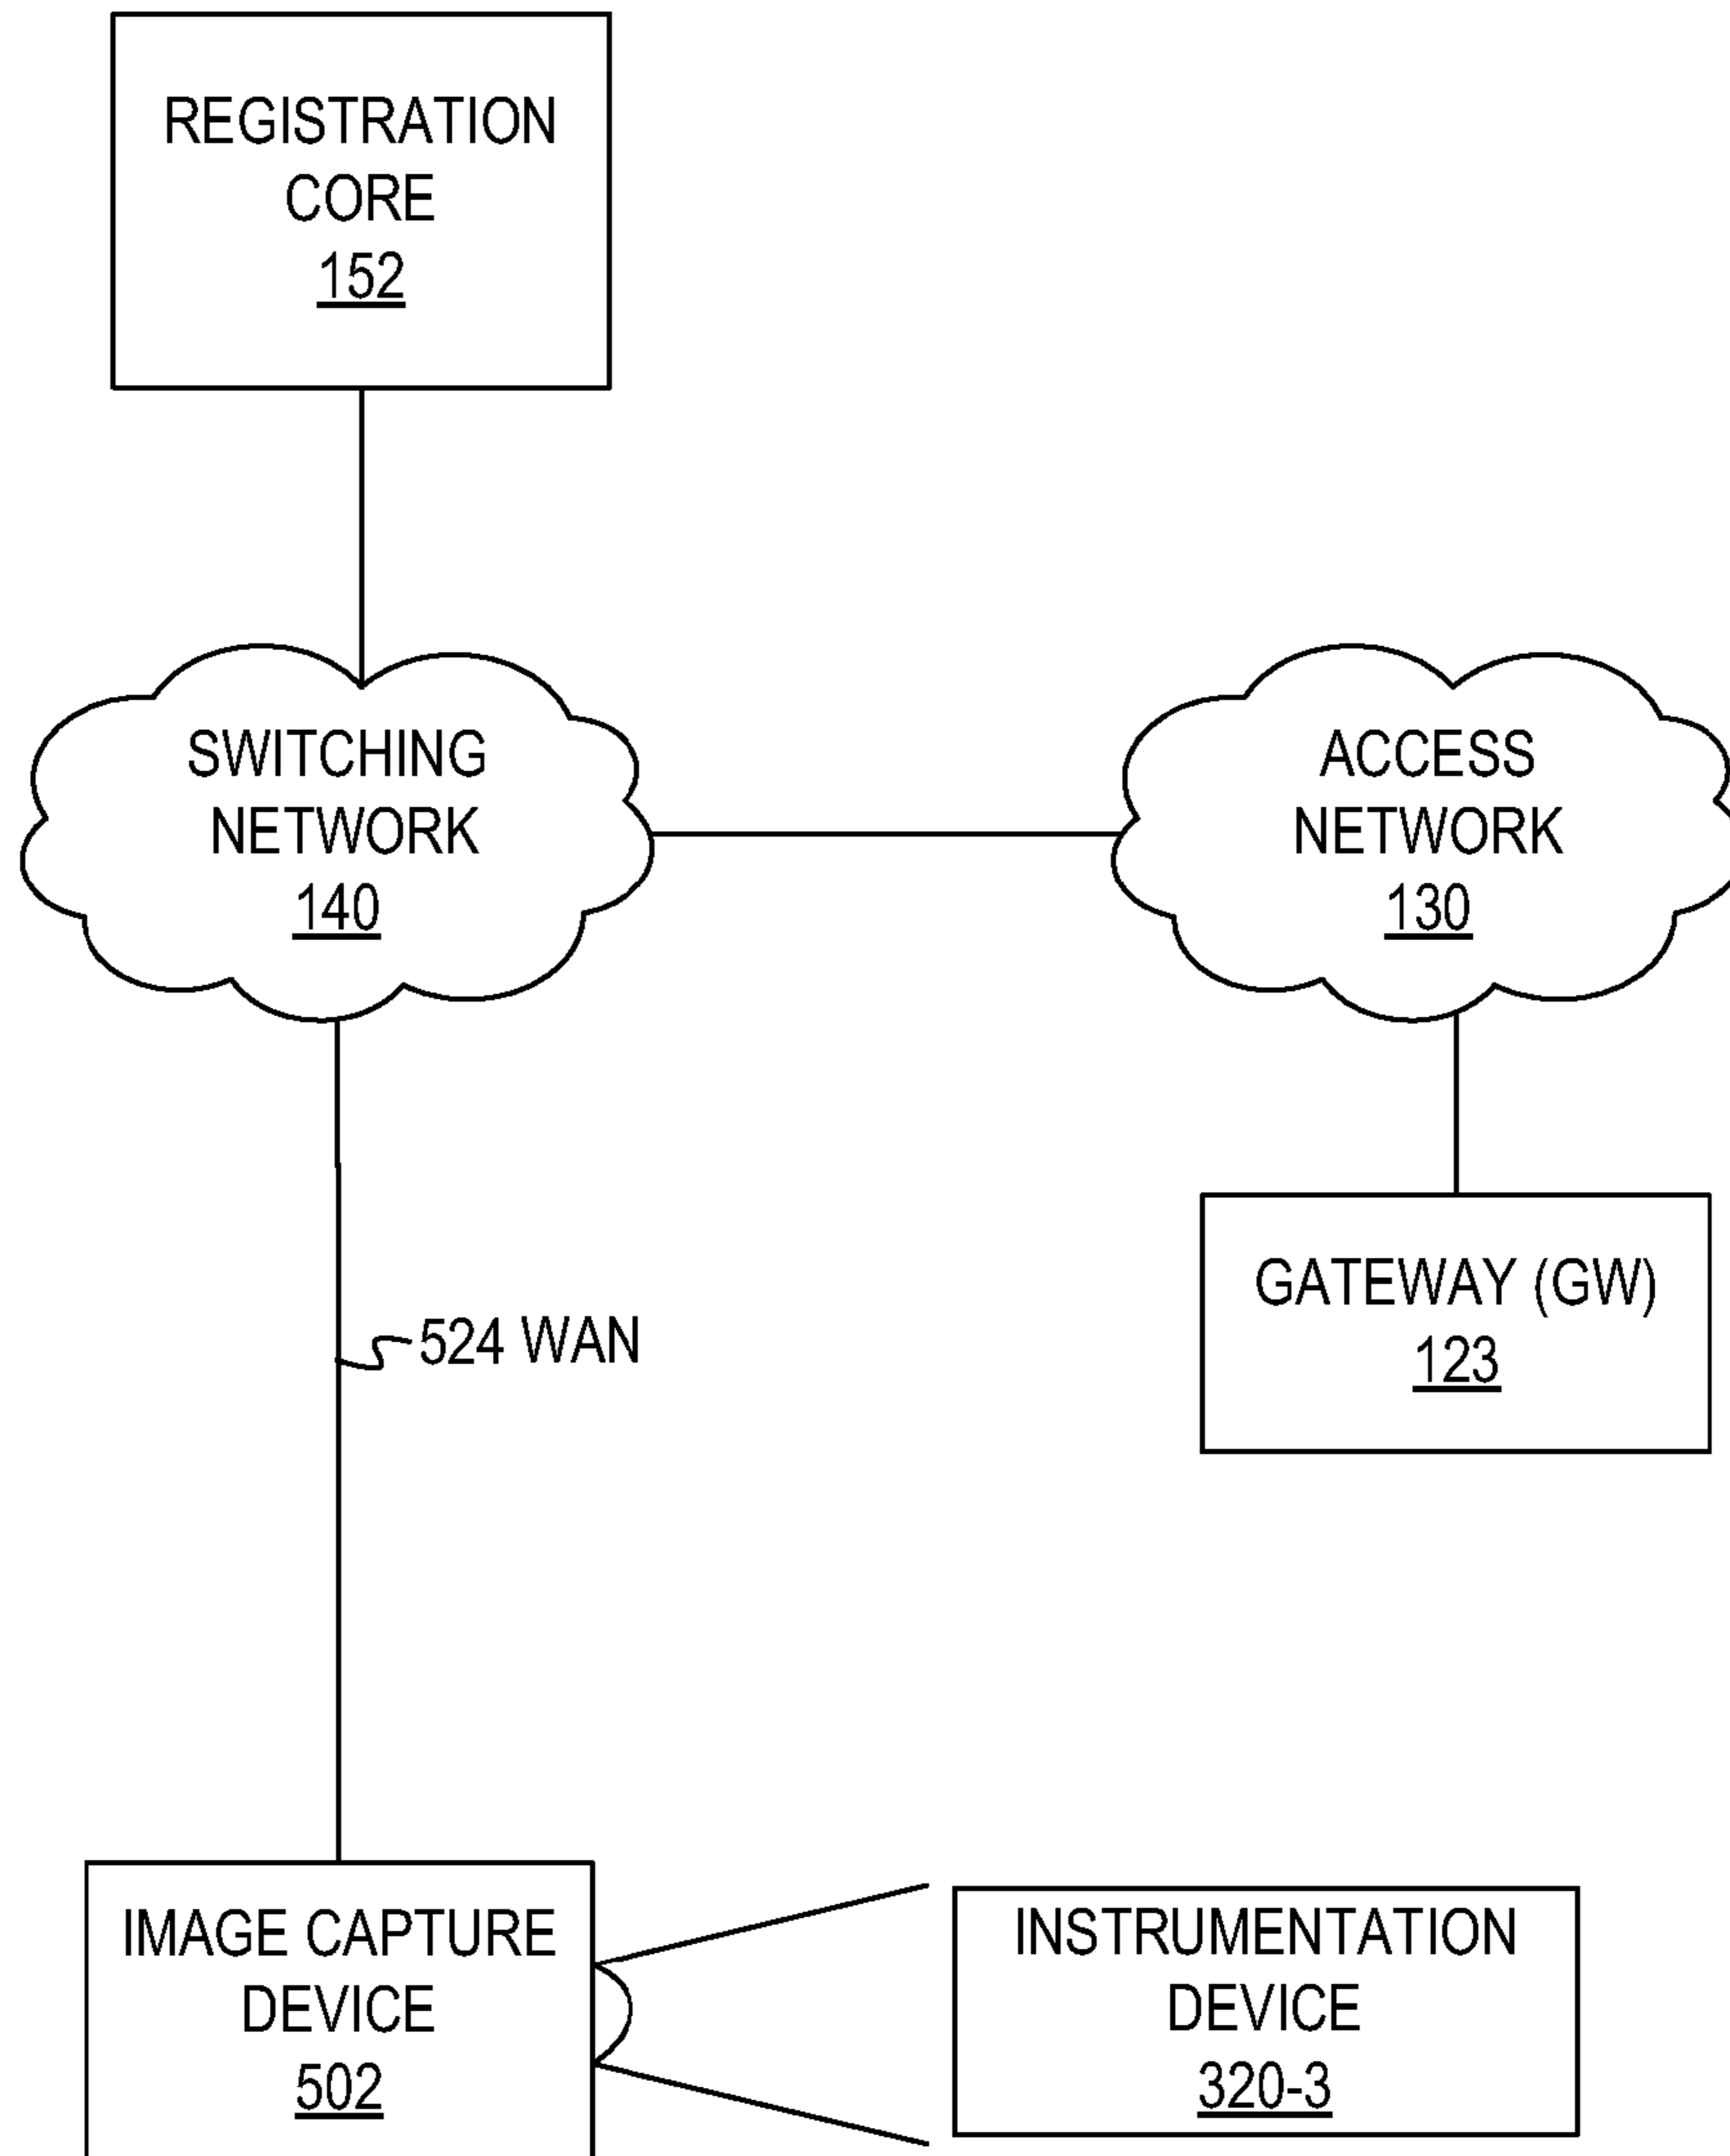 REGISTRATION
CORE
152
SWITCHING
NETWORK
140
ACCESS
NETWORK
130
GATEWAY (GW)
123
524 WAN
IMAGE CAPTURE
DEVICE
502
INSTRUMENTATION
DEVICE
320-3